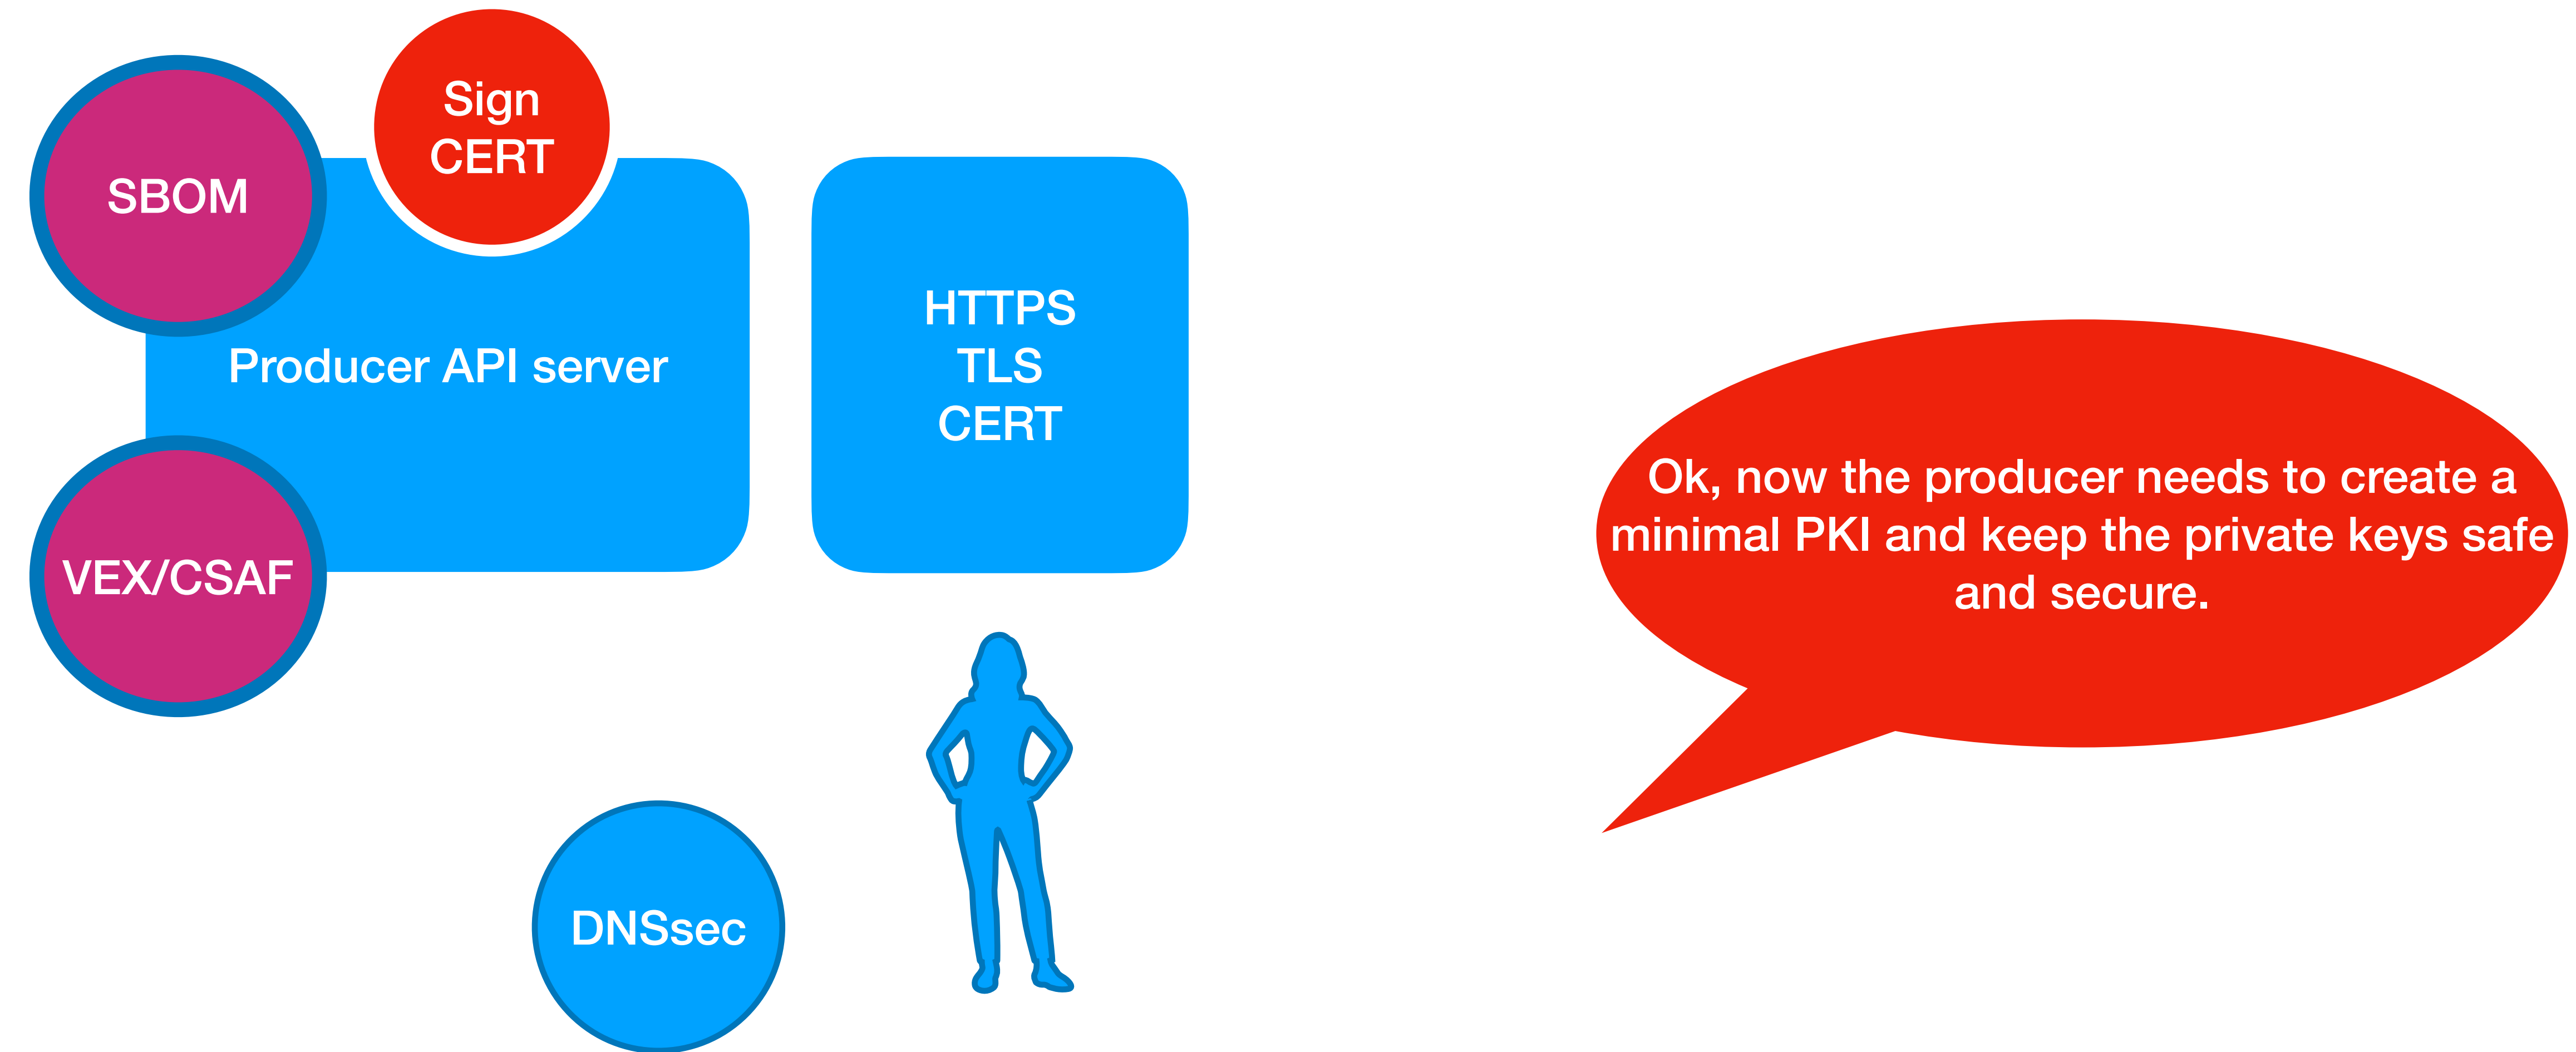 Sign
CERT
SBOM
Producer API server
VEX/CSAF
HTTPS
TLS
CERT
DNSsec
Ok, now the producer needs to create a
minimal PKI and keep the private keys safe
and secure.